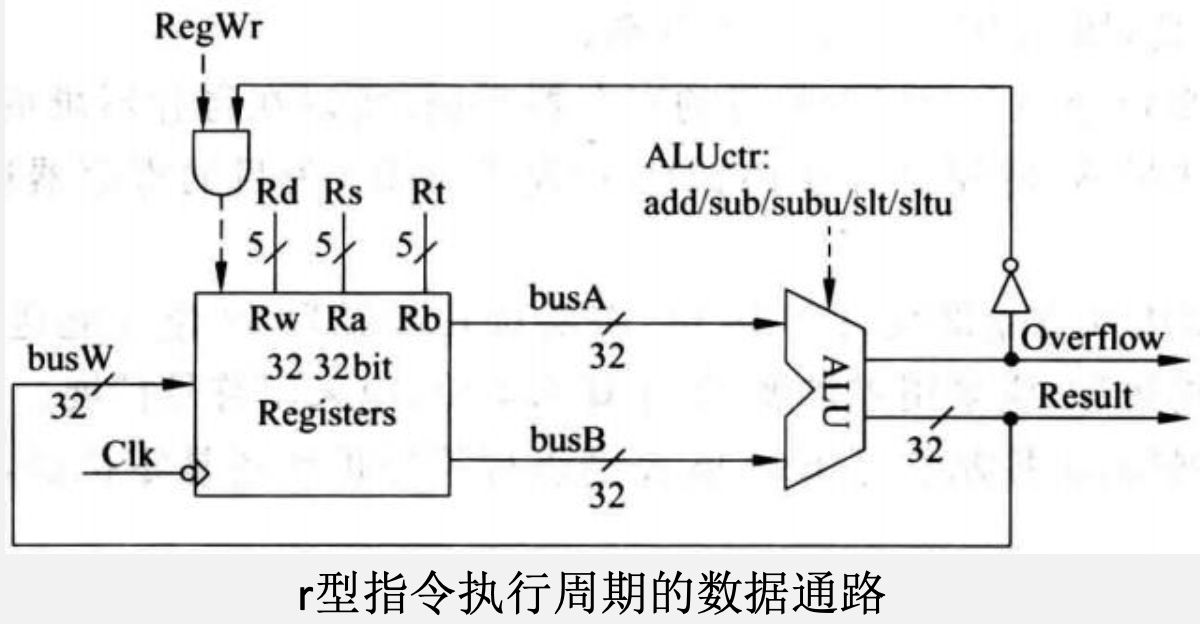 RegWr
ALUctr:
add/sub/subu/slt/sltu
Rd Rs Rt
5 5 5
Rw Ra Rb
32 32bit
Registers
busW
32
Clk
busA
32
busB
32
ALU
Overflow
Result
32
r型指令执行周期的数据通路